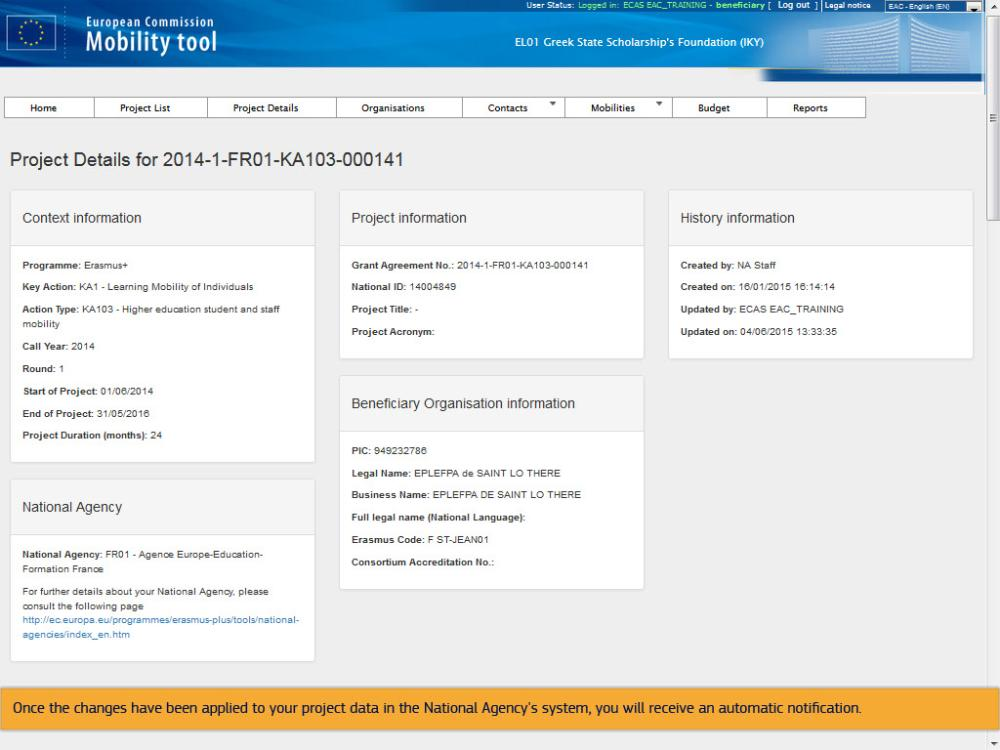 User Status: Logged in: ECAS EAC_TRAINING - beneficiary [ Log out ] Legal notice EAC - English (EN)
European Commission
Mobility tool
EL01 Greek State Scholarship's Foundation (IKY)
Home Project List Project Details Organisations Contacts Mobilities Budget Reports
Project Details for 2014-1-FR01-KA103-000141
Context information
Programme: Erasmus+
Key Action: KA1 - Learning Mobility of Individuals
Action Type: KA103 - Higher education student and staff
mobility
Call Year: 2014
Round: 1
Start of Project: 01/06/2014
End of Project: 31/05/2016
Project Duration (months): 24
National Agency
National Agency: FR01 - Agence Europe-Education-
Formation France
For further details about your National Agency, please
consult the following page
http://ec.europa.eu/programmes/erasmus-plus/tools/national-
agencies/index_en.htm
Project information
Grant Agreement No.: 2014-1-FR01-KA103-000141
National ID: 14004849
Project Title: -
Project Acronym:
Beneficiary Organisation information
PIC: 949232786
Legal Name: EPLEFPA de SAINT LO THERE
Business Name: EPLEFPA DE SAINT LO THERE
Full legal name (National Language):
Erasmus Code: F ST-JEAN01
Consortium Accreditation No.:
History information
Created by: NA Staff
Created on: 16/01/2015 16:14:14
Updated by: ECAS EAC_TRAINING
Updated on: 04/06/2015 13:33:35
Once the changes have been applied to your project data in the National Agency's system, you will receive an automatic notification.